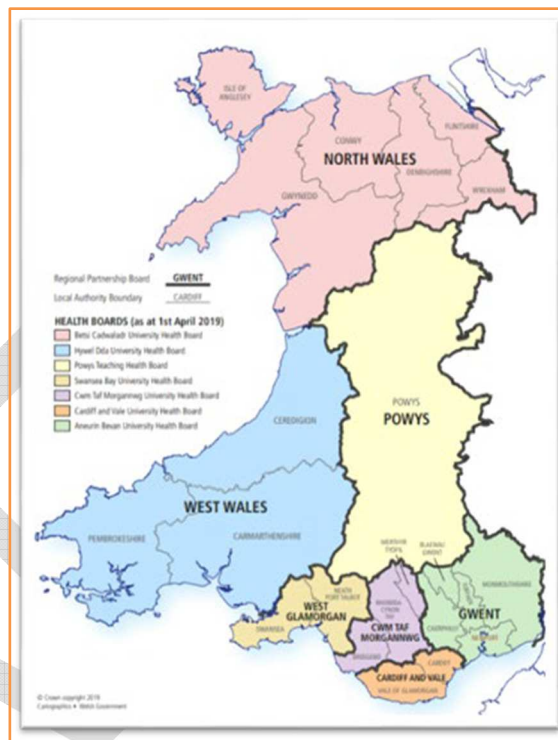 ISLE OF
ANGLESEY
CONWY
FLINTSHIRE
NORTH WALES
DENBIGHSHIRE
GWYNEDD
WREXHAM
Regional Partnership Board GWENT
Local Authority Boundary CARDIFF
HEALTH BOARDS (as at 1st April 2019)
Betsi Cadwaladr University Health Board
Hywel Dda University Health Board
Powys Teaching Health Board
Swansea Bay University Health Board
Cwm Taf Morgannwg University Health Board
Cardiff and Vale University Health Board
Aneurin Bevan University Health Board
POWYS
POWYS
CEREDIGION
WEST WALES
PEMBROKESHIRE
CARMARTHENSHIRE
MERTHYR
TYDFIL
BLAENAU
GWENT
MONMOUTHSHIRE
NEATH
PORT TALBOT
WEST
GLAMORGAN
SWANSEA
RHONDDA
CYNON
TAF
CWM TAF
MORGANNWG
BRIDGEND
GWENT
CAERPHILLY
NEWPORT
CARDIFF
CARDIFF AND VALE
VALE OF GLAMORGAN
© Crown copyright 2019
Cartographics • Welsh Government